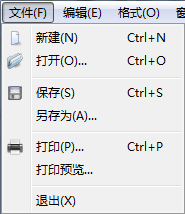 文件(F) 编辑(E) 格式(O)
新建(N) Ctrl+N
打开(O)... Ctrl+O
保存(S) Ctrl+S
另存为(A)...
打印(P)... Ctrl+P
打印预览...
退出(X)